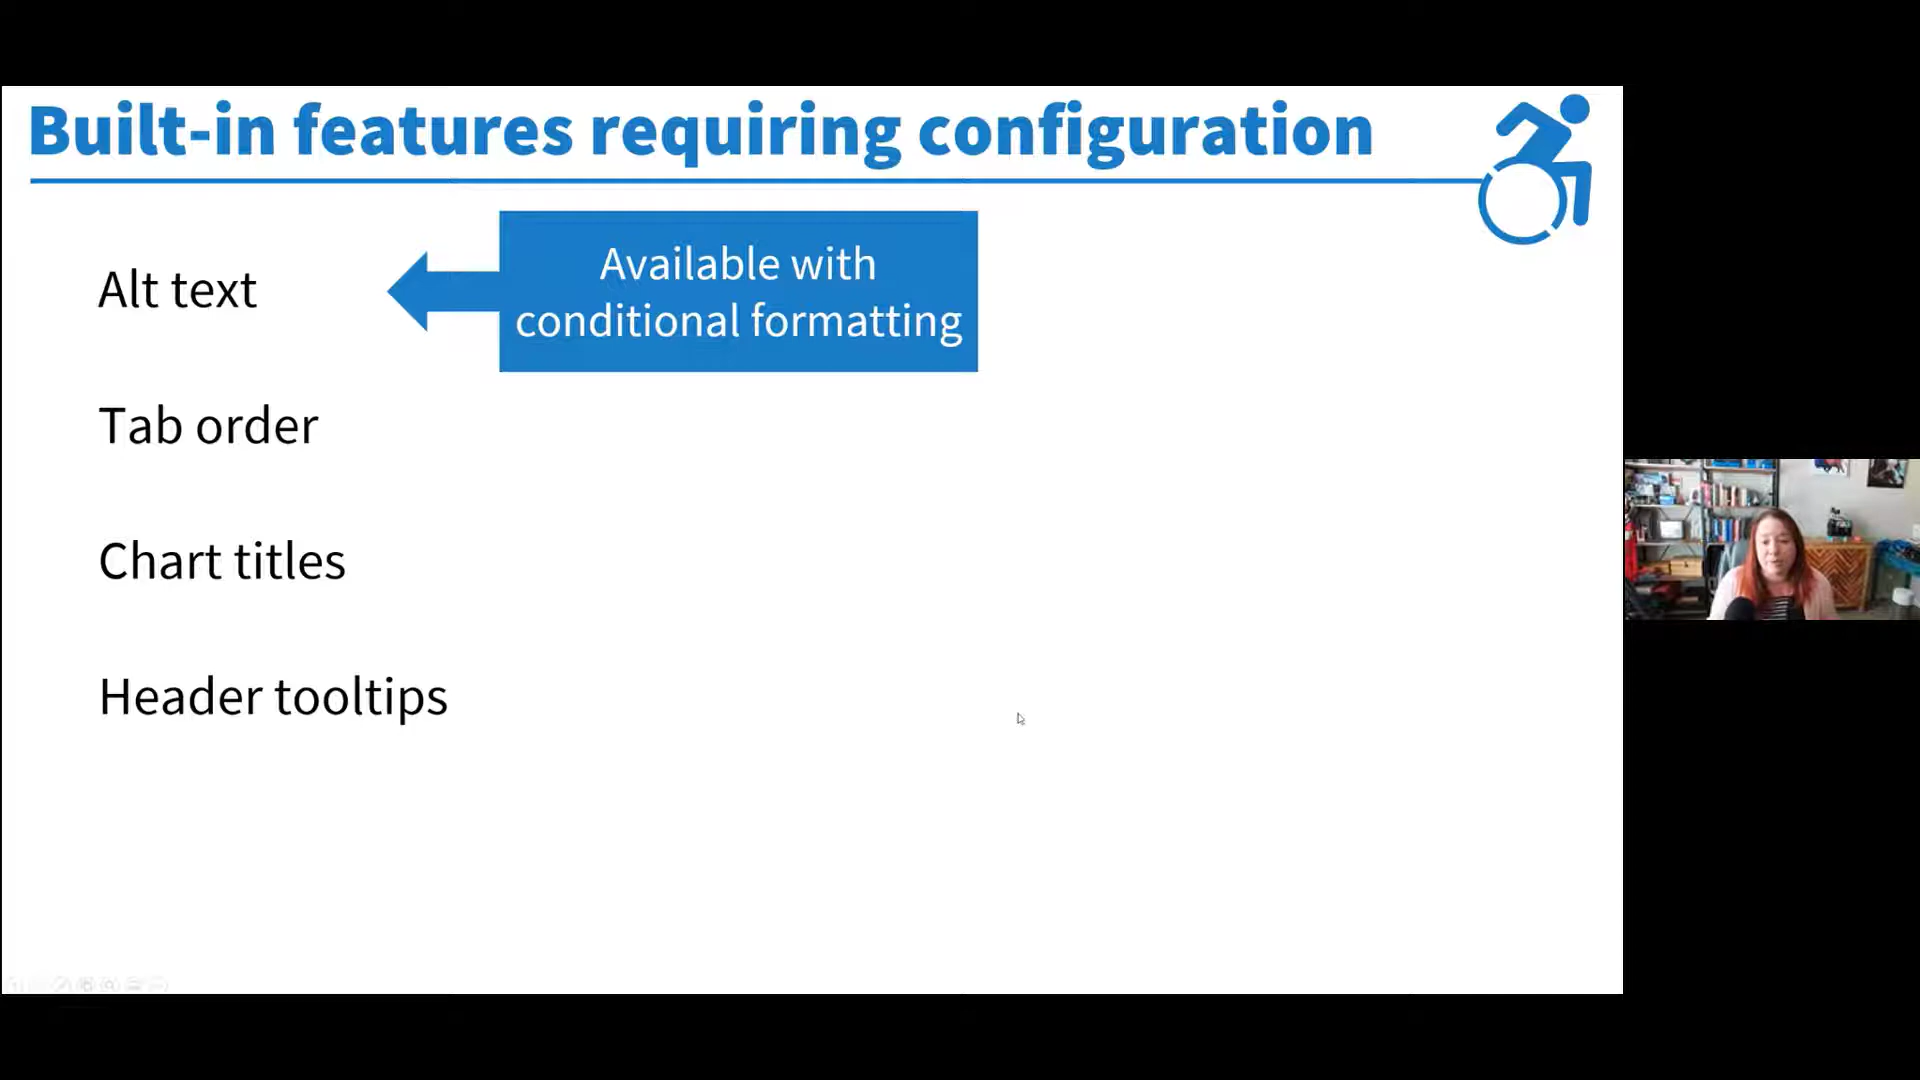 Built-in features requiring configuration
Alt text
Available with
conditional formatting
Tab order
Chart titles
Header tooltips